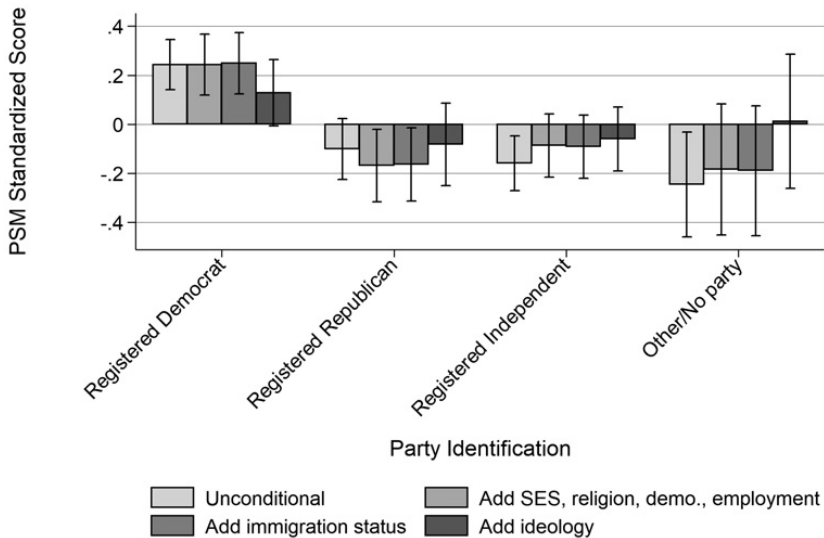 PSM Standardized Score
.4
.2
0
-.2
-.4
Registered Democrat
Registered Republican
Registered Independent
Other/No party
Party Identification
Unconditional
Add SES, religion, demo., employment
Add immigration status
Add ideology